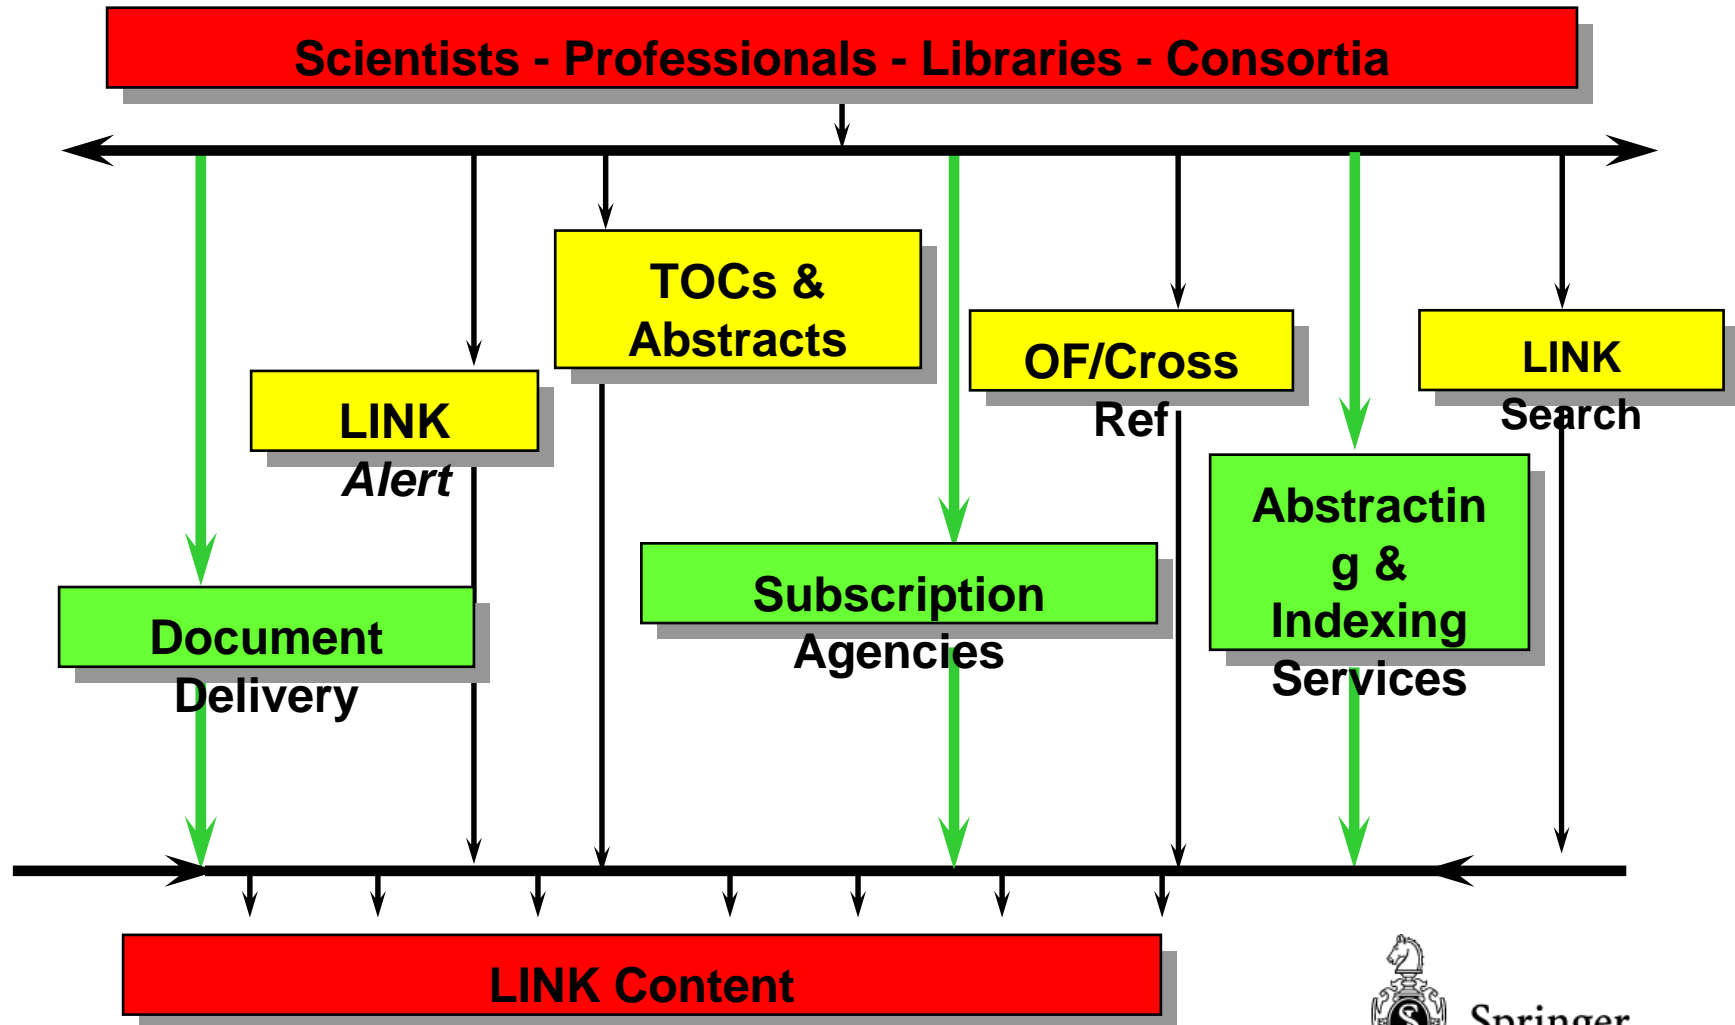 Scientists - Professionals - Libraries - Consortia
TOCs &
Abstracts
OF/Cross
Ref
LINK
Search
LINK
Alert
Abstractin
g &
Indexing
Services
Subscription
Agencies
Document
Delivery
LINK Content
S
Springer